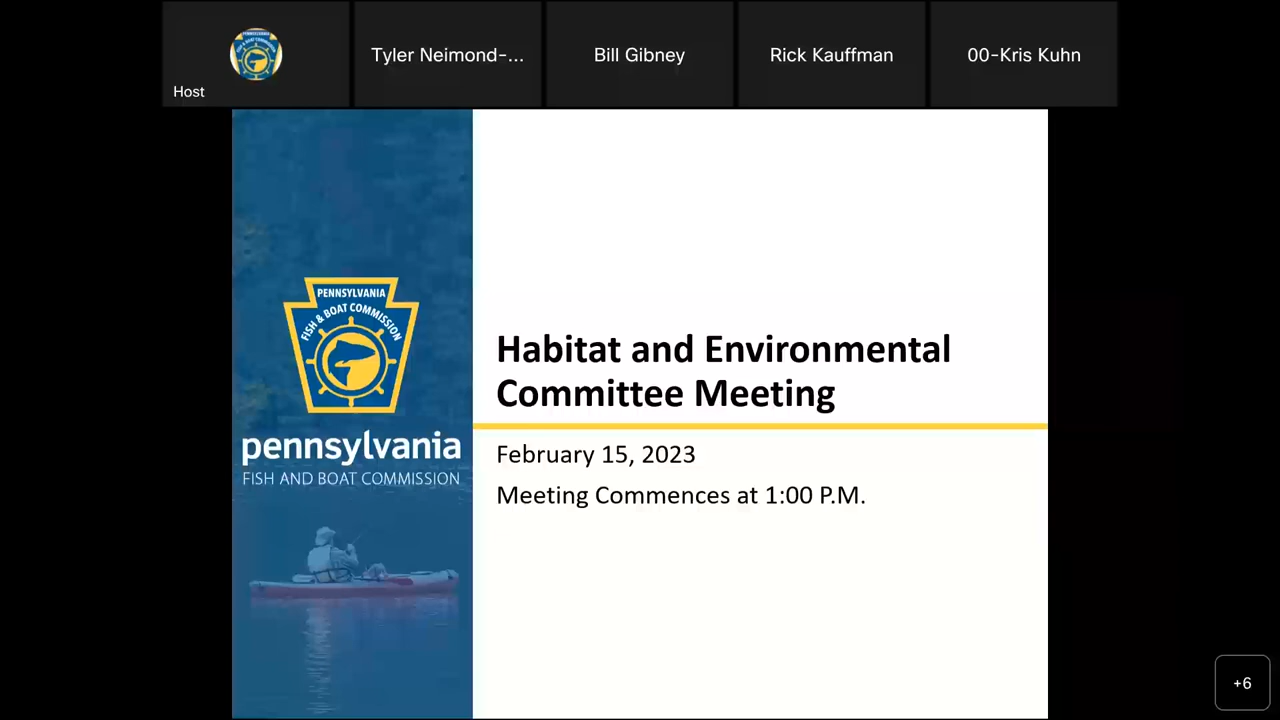 Host
Tyler Neimond-...
Bill Gibney
Rick Kauffman
00-Kris Kuhn
PENNSYLVANIA
FISH & BOAT COMMISSION
pennsylvania
FISH AND BOAT COMMISSION
Habitat and Environmental
Committee Meeting
February 15, 2023
Meeting Commences at 1:00 P.M.
+6